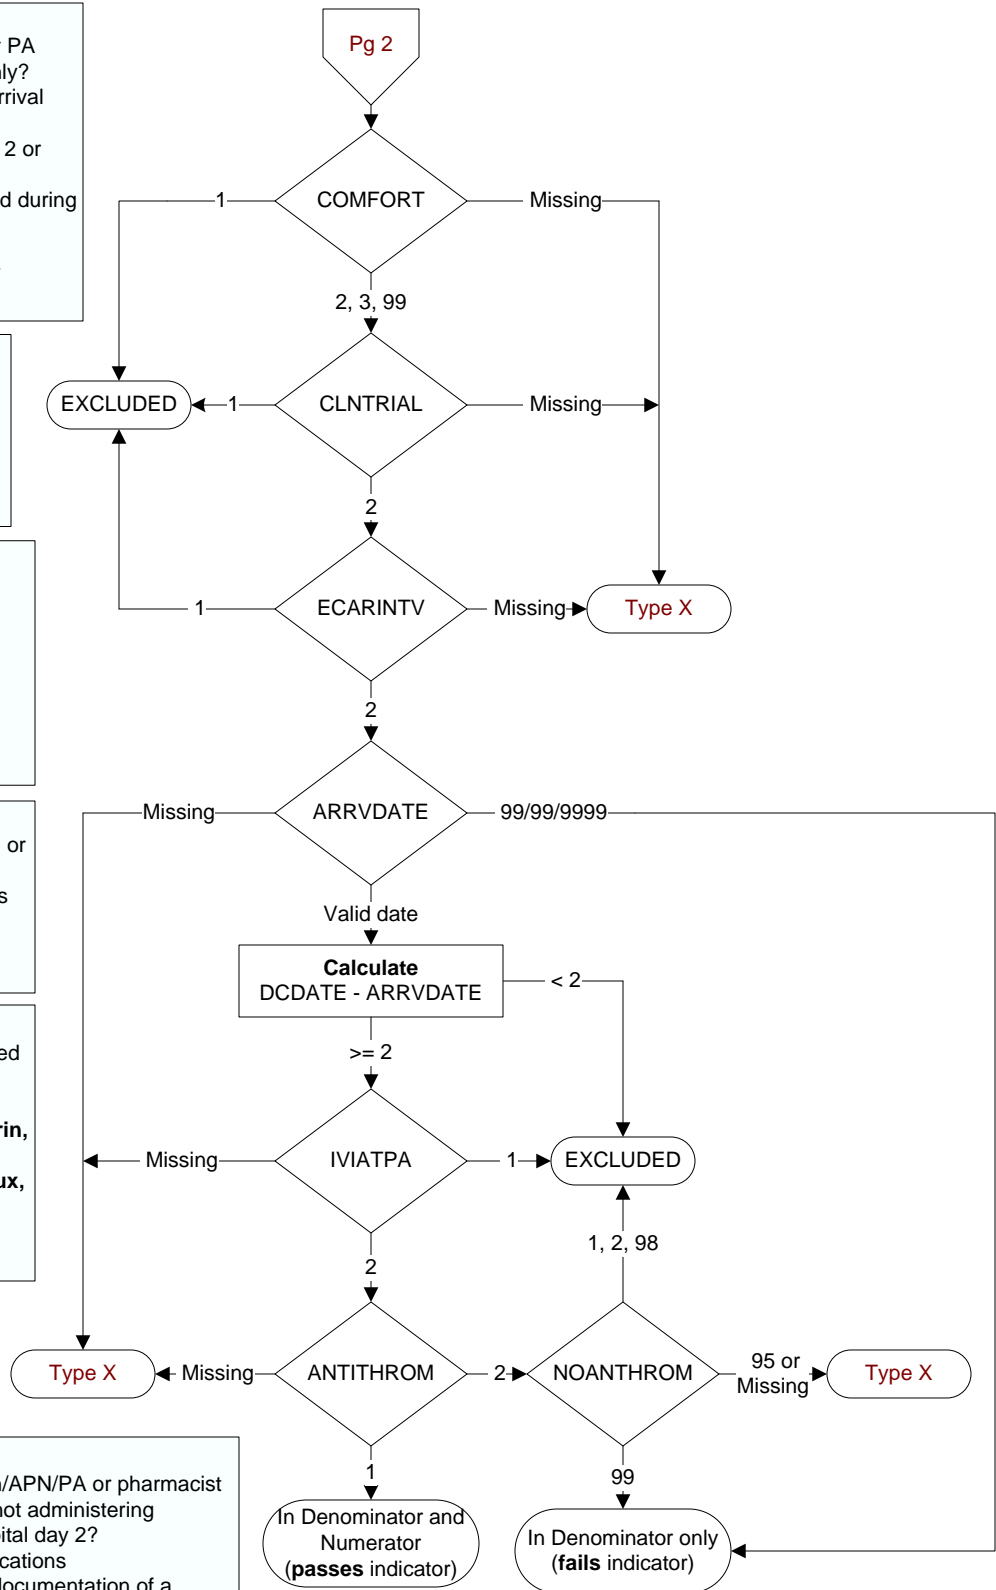 PA
Pg 2
ly?
rrival
2 or
d during
1
COMFORT
Missing
2, 3, 99
EXCLUDED
1
CLNTRIAL
Missing
2
1
ECARINTV
Missing
Type X
2
Missing
ARRVDATE
99/99/9999
or
s
Valid date
Calculate
DCDATE - ARRVDATE
< 2
ed
>= 2
rin,
Missing
IVIATPA
1
EXCLUDED
ux,
1, 2, 98
2
Type X
Missing
ANTITHROM
2
NOANTHROM
95 or
Missing
Type X
/APN/PA or pharmacist
not administering
pital day 2?
cations
documentation of a
1
99
In Denominator and
Numerator
(passes indicator)
In Denominator only
(fails indicator)